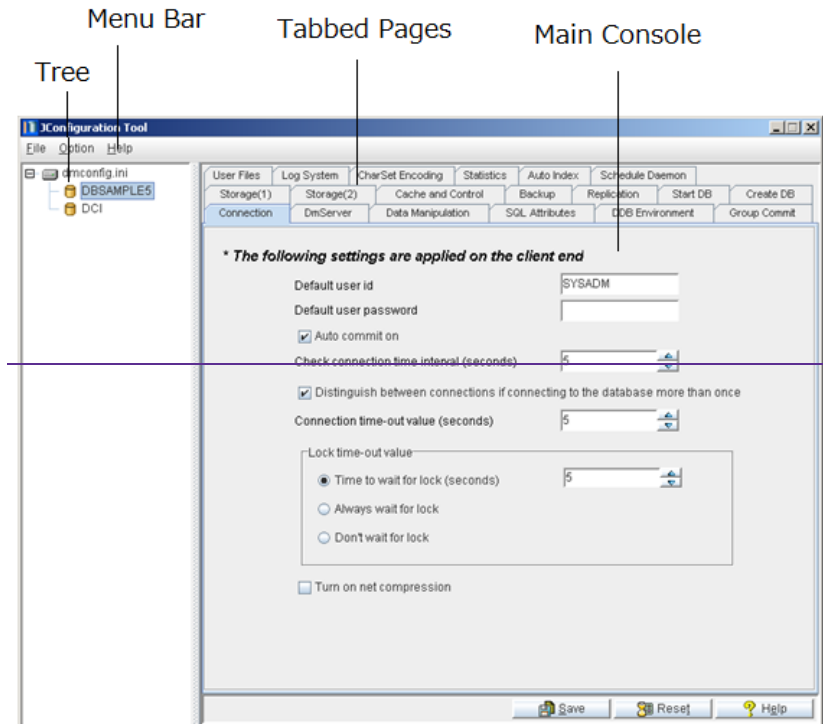 Menu Bar
Tabbed Pages
Main Console
Tree
JConfiguration Tool
File Option Help
dmconfig.ini
DBSAMPLE5
DCI
User Files Log System CharSet Encoding Statistics Auto Index Schedule Daemon
Storage(1) Storage(2) Cache and Control Backup Replication Start DB Create DB
Connection DmServer Data Manipulation SQL Attributes DDB Environment Group Commit
* The following settings are applied on the client end
Default user id SYSADM
Default user password
Auto commit on
Check connection time interval (seconds) 5
Distinguish between connections if connecting to the database more than once
Connection time-out value (seconds) 5
Lock time-out value
Time to wait for lock (seconds) 5
Always wait for lock
Don't wait for lock
Turn on net compression
Save Reset Help